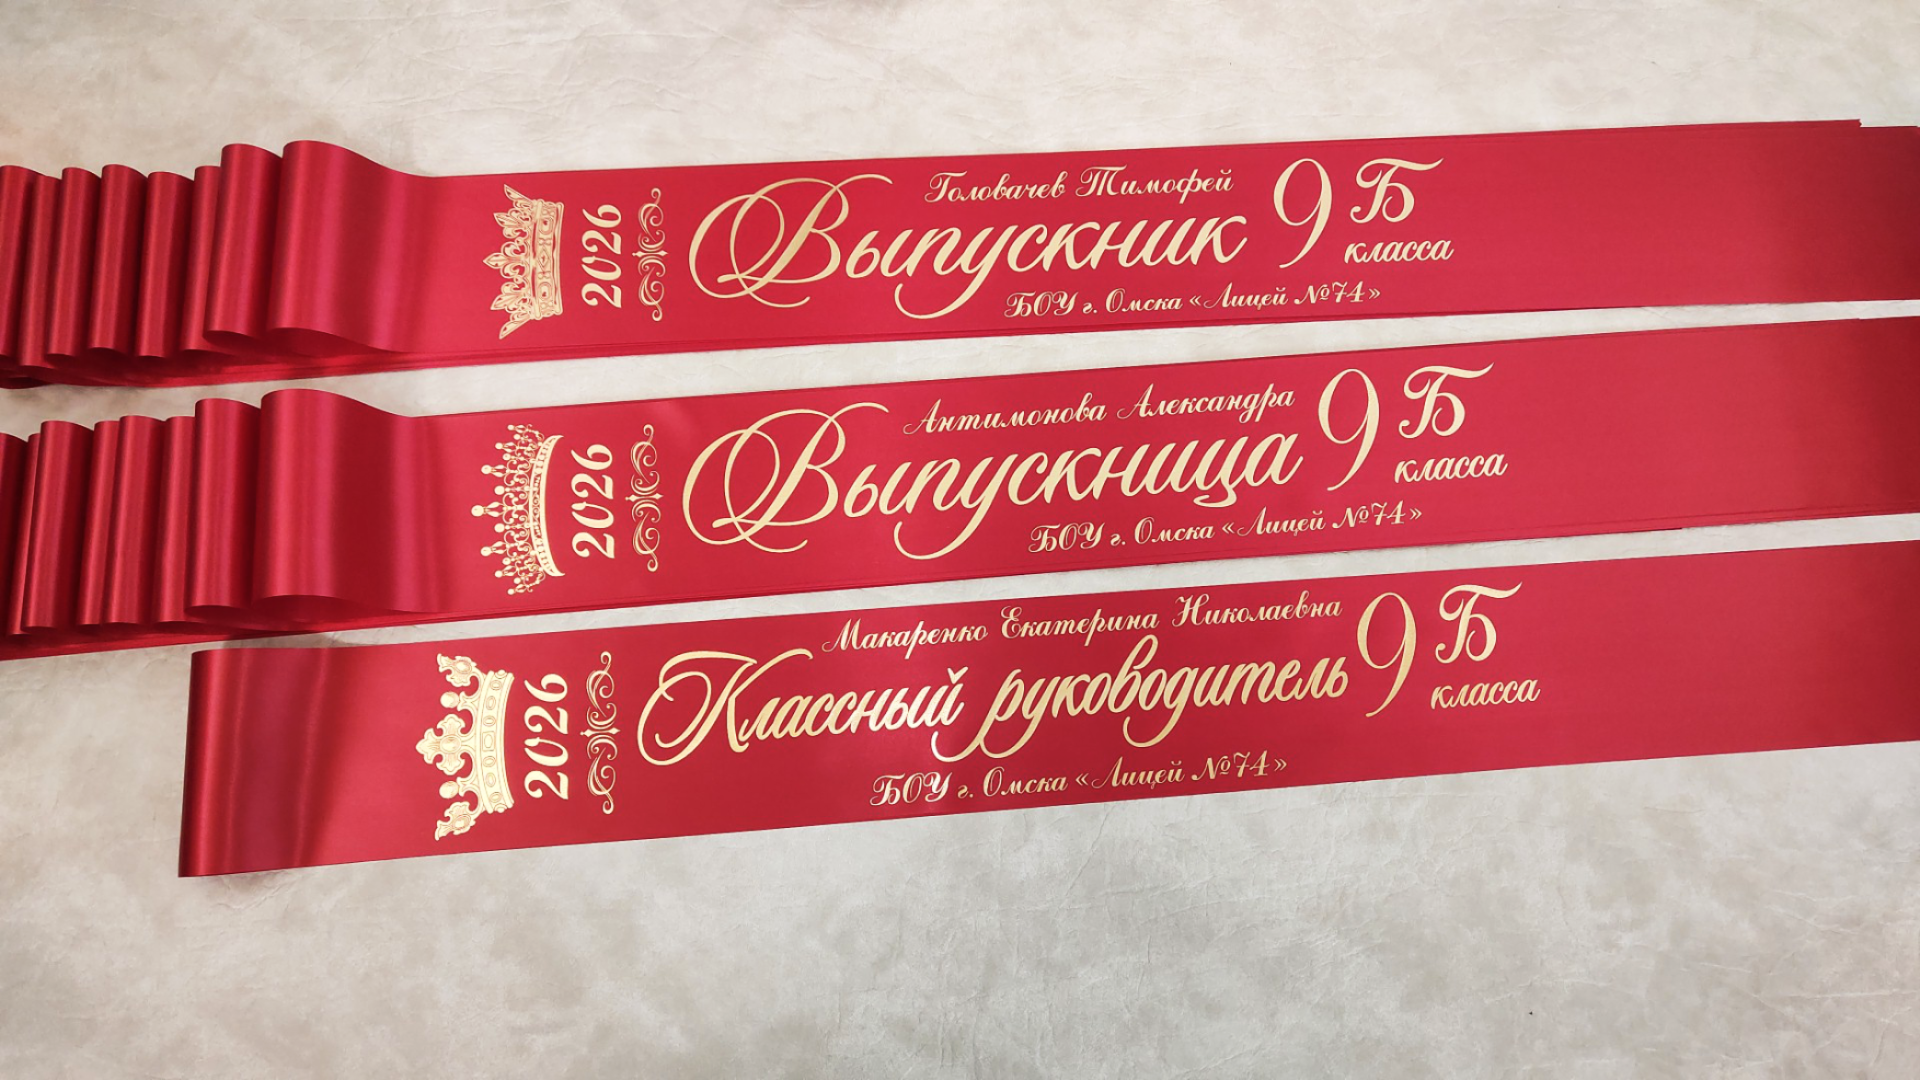 2026
Головачев Тимофей
Выпускник 9 Б
класса
БОУ г. Омска «Лицей №74»
2026
Антимонова Александра
Выпускница 9 Б
класса
БОУ г. Омска «Лицей №74»
2026
Макаренко Екатерина Николаевна
Классный руководитель 9 Б
класса
БОУ г. Омска «Лицей №74»